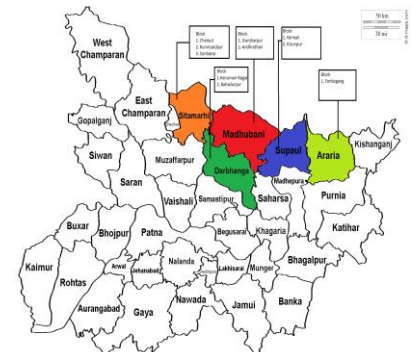 50 km
30 mi
West
Champaran
East
Champaran
Gopalganj
Siwan
Saran
Sitamarhi
Muzaffarpur
Vaishali
Madhubani
Darbhanga
Samastipur
Supaul
Araria
Kishanganj
Madhepura
Saharsa
Purnia
Katihar
Begusarai
Khagaria
Bhagalpur
Buxar
Bhojpur
Patna
Kaimur
Rohtas
Arwal
Jehanabad
Nalanda
Lakhisarai
Munger
Aurangabad
Gaya
Nawada
Jamui
Banka
Block
Block
Block
Block
Block